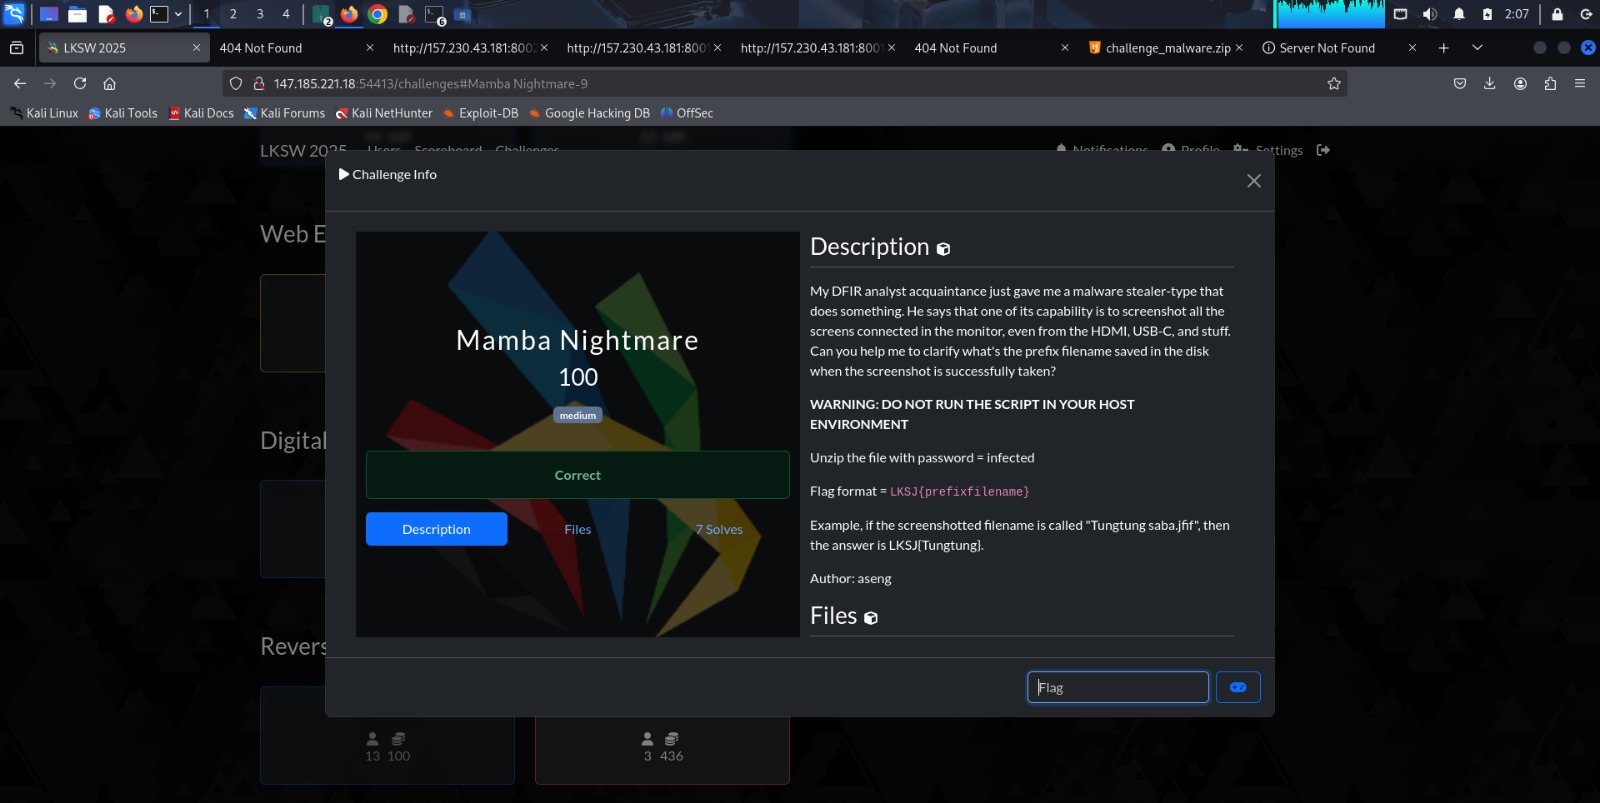 1 2 3 4 2 6 2:07
LKSW 2025 404 Not Found http://157.230.43.181:800 http://157.230.43.181:8001 http://157.230.43.181:8001 404 Not Found challenge_malware.zip Server Not Found
147.185.221.18:54413/challenges#Mamba Nightmare-9
Kali Linux Kali Tools Kali Docs Kali Forums Kali NetHunter Exploit-DB Google Hacking DB OffSec
LKSW 2025 Users Scoreboard Challenges Notifications Profile Settings
Challenge Info
Web E
Digital
Revers
Mamba Nightmare
100
medium
Correct
Description Files 7 Solves
Description
My DFIR analyst acquaintance just gave me a malware stealer-type that
does something. He says that one of its capability is to screenshot all the
screens connected in the monitor, even from the HDMI, USB-C, and stuff.
Can you help me to clarify what's the prefix filename saved in the disk
when the screenshot is successfully taken?
WARNING: DO NOT RUN THE SCRIPT IN YOUR HOST
ENVIRONMENT
Unzip the file with password = infected
Flag format = LKSJ{prefixfilename}
Example, if the screenshotted filename is called "Tungtung saba.jfif", then
the answer is LKSJ{Tungtung}.
Author: aseng
Files
Flag
13 100
3 436